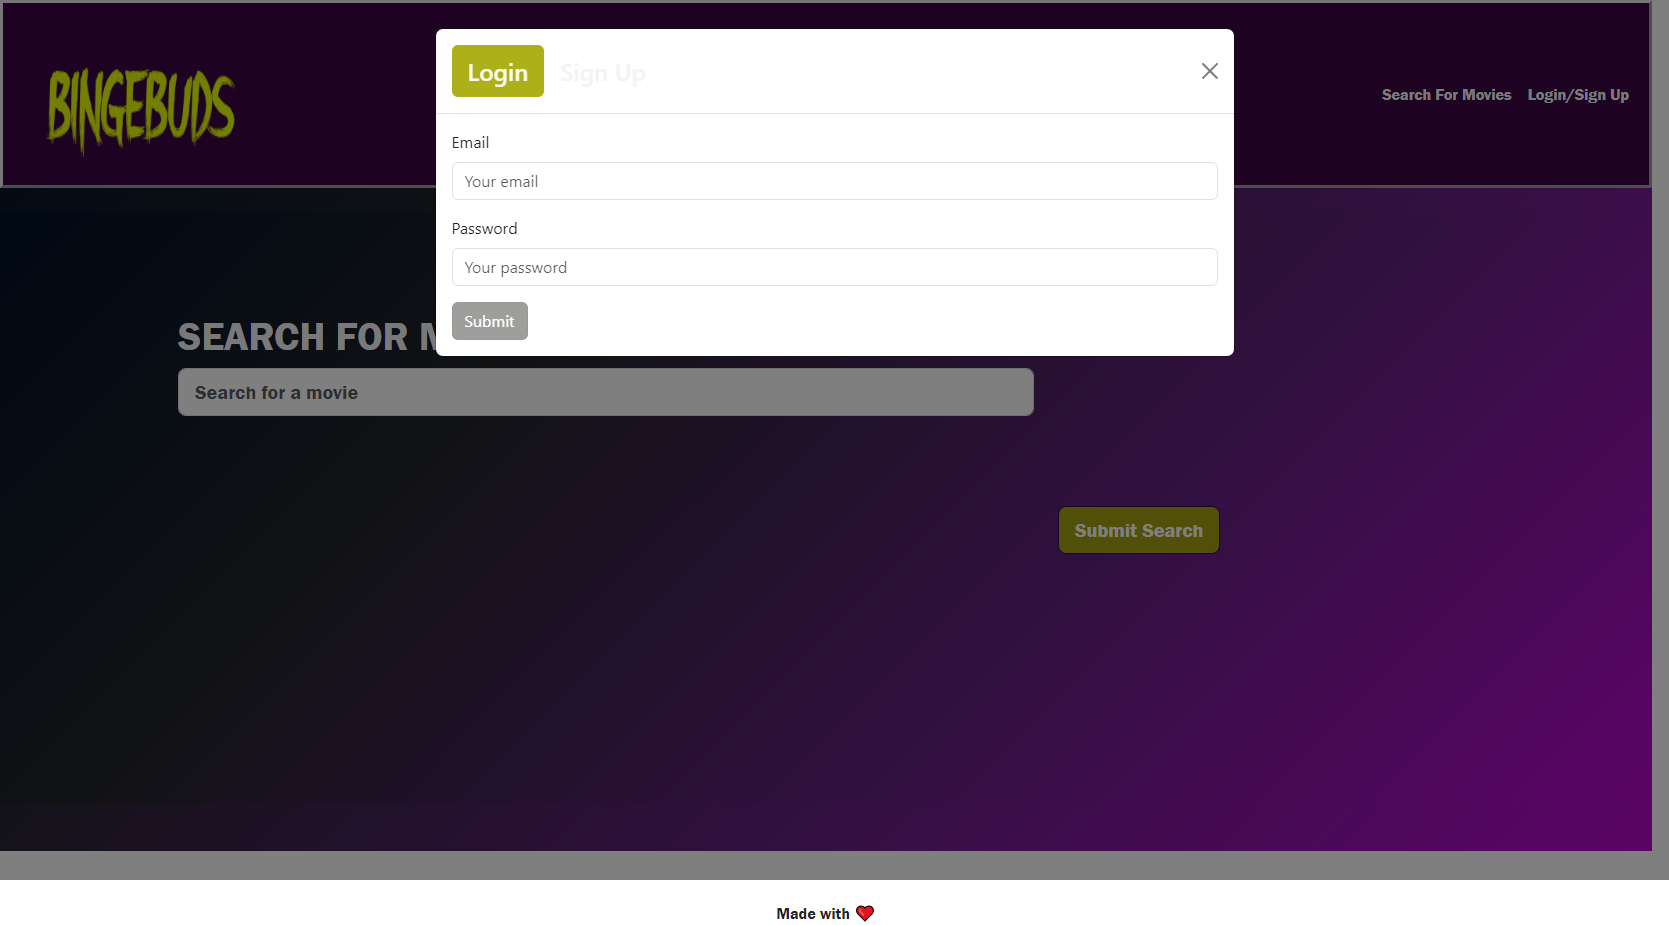 BINGEBUDS
Search For Movies Login/Sign Up
Login Sign Up
Email
Your email
Password
Your password
Submit
SEARCH FOR M
Search for a movie
Submit Search
Made with ❤️